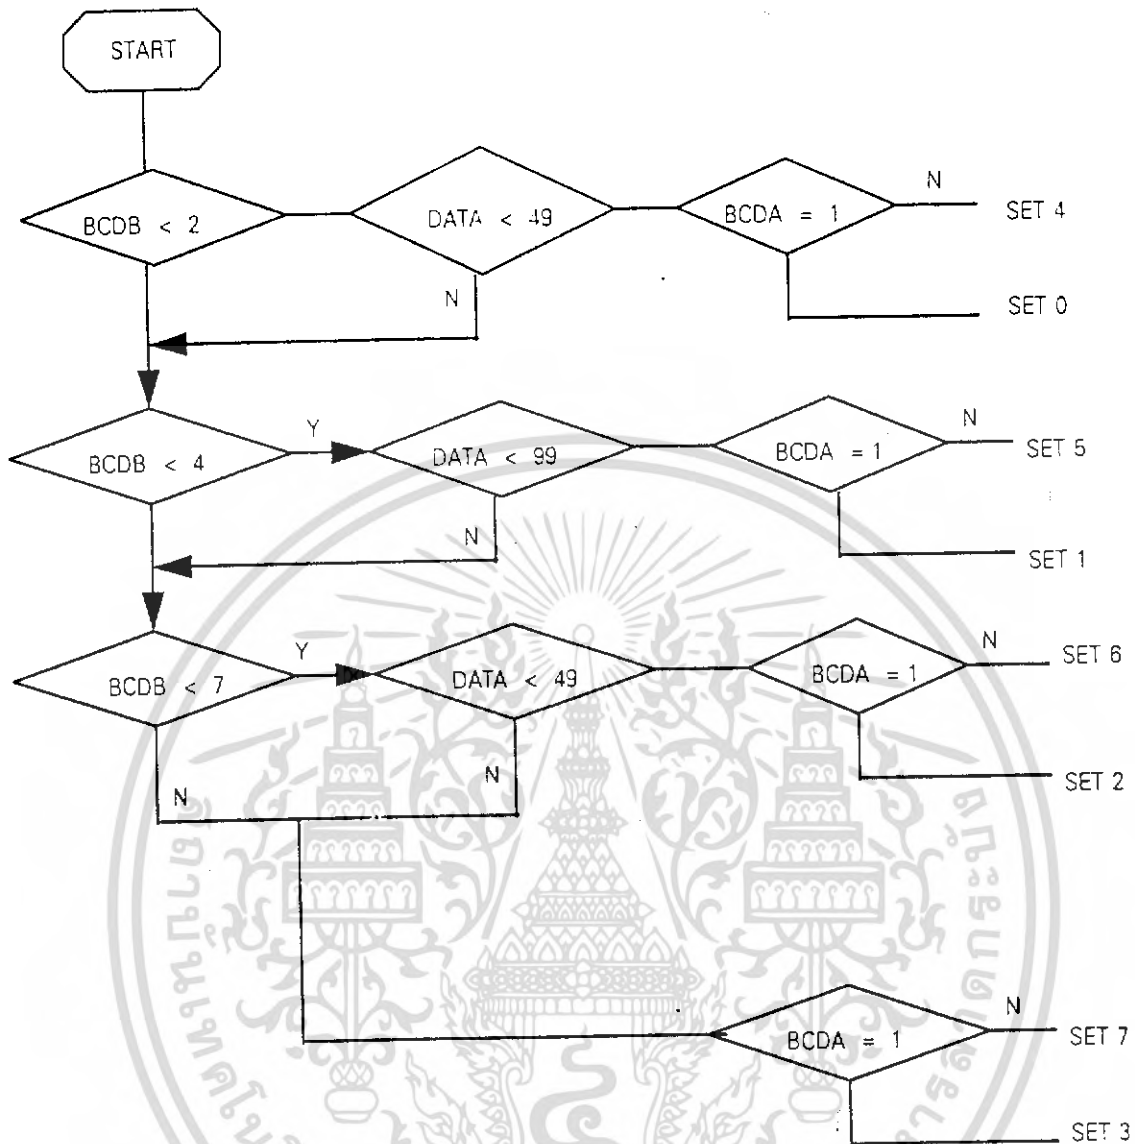 START
N
BCDB < 2
DATA < 49
BCDA = 1
SET 4
N
SET 0
Y
N
BCDB < 4
DATA < 99
BCDA = 1
SET 5
N
SET 1
Y
N
BCDB < 7
DATA < 49
BCDA = 1
SET 6
N
N
SET 2
N
BCDA = 1
SET 7
SET 3